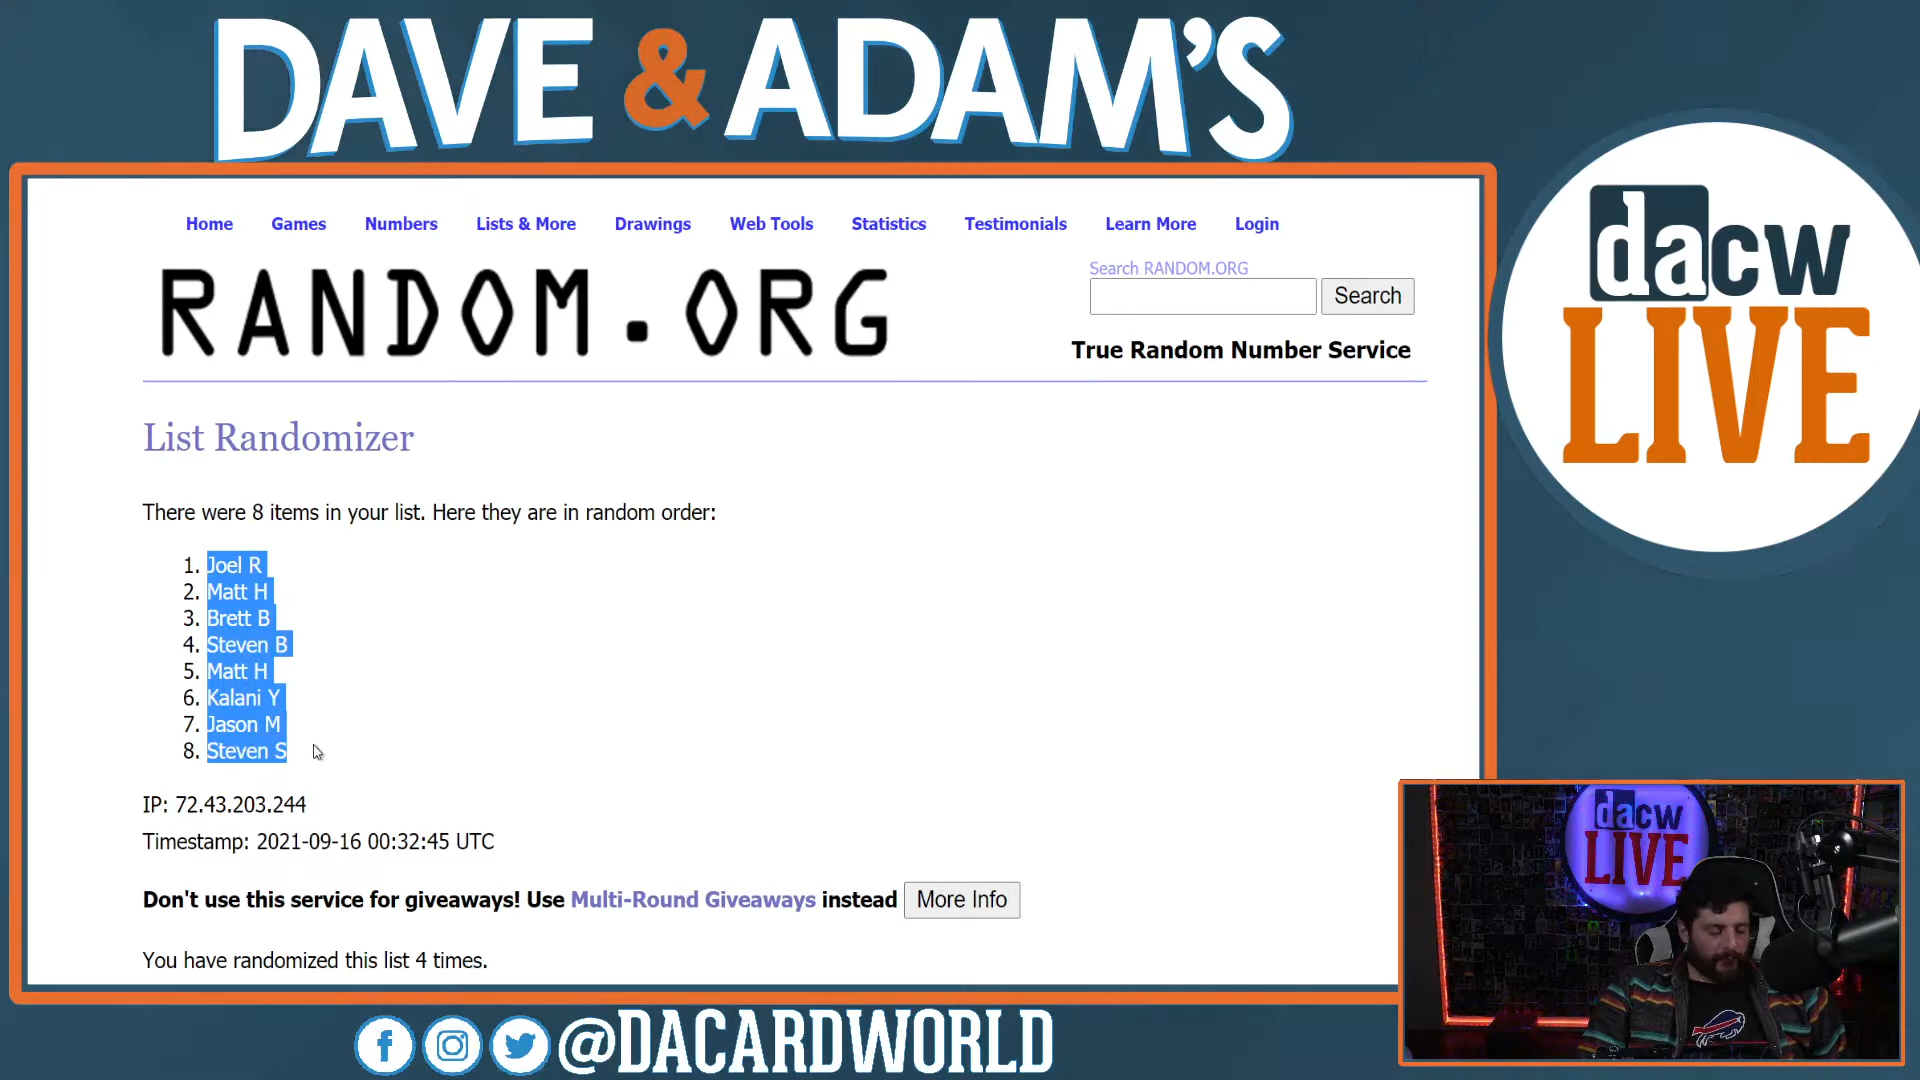 DAVE & ADAM'S
Home Games Numbers Lists & More Drawings Web Tools Statistics Testimonials Learn More Login
RANDOM.ORG
Search RANDOM.ORG
Search
True Random Number Service
dacw
LIVE
List Randomizer
There were 8 items in your list. Here they are in random order:
1. Joel R
2. Matt H
3. Brett B
4. Steven B
5. Matt H
6. Kalani Y
7. Jason M
8. Steven S
IP: 72.43.203.244
Timestamp: 2021-09-16 00:32:45 UTC
Don't use this service for giveaways! Use Multi-Round Giveaways instead More Info
You have randomized this list 4 times.
dacw
LIVE
@DACARDWORLD